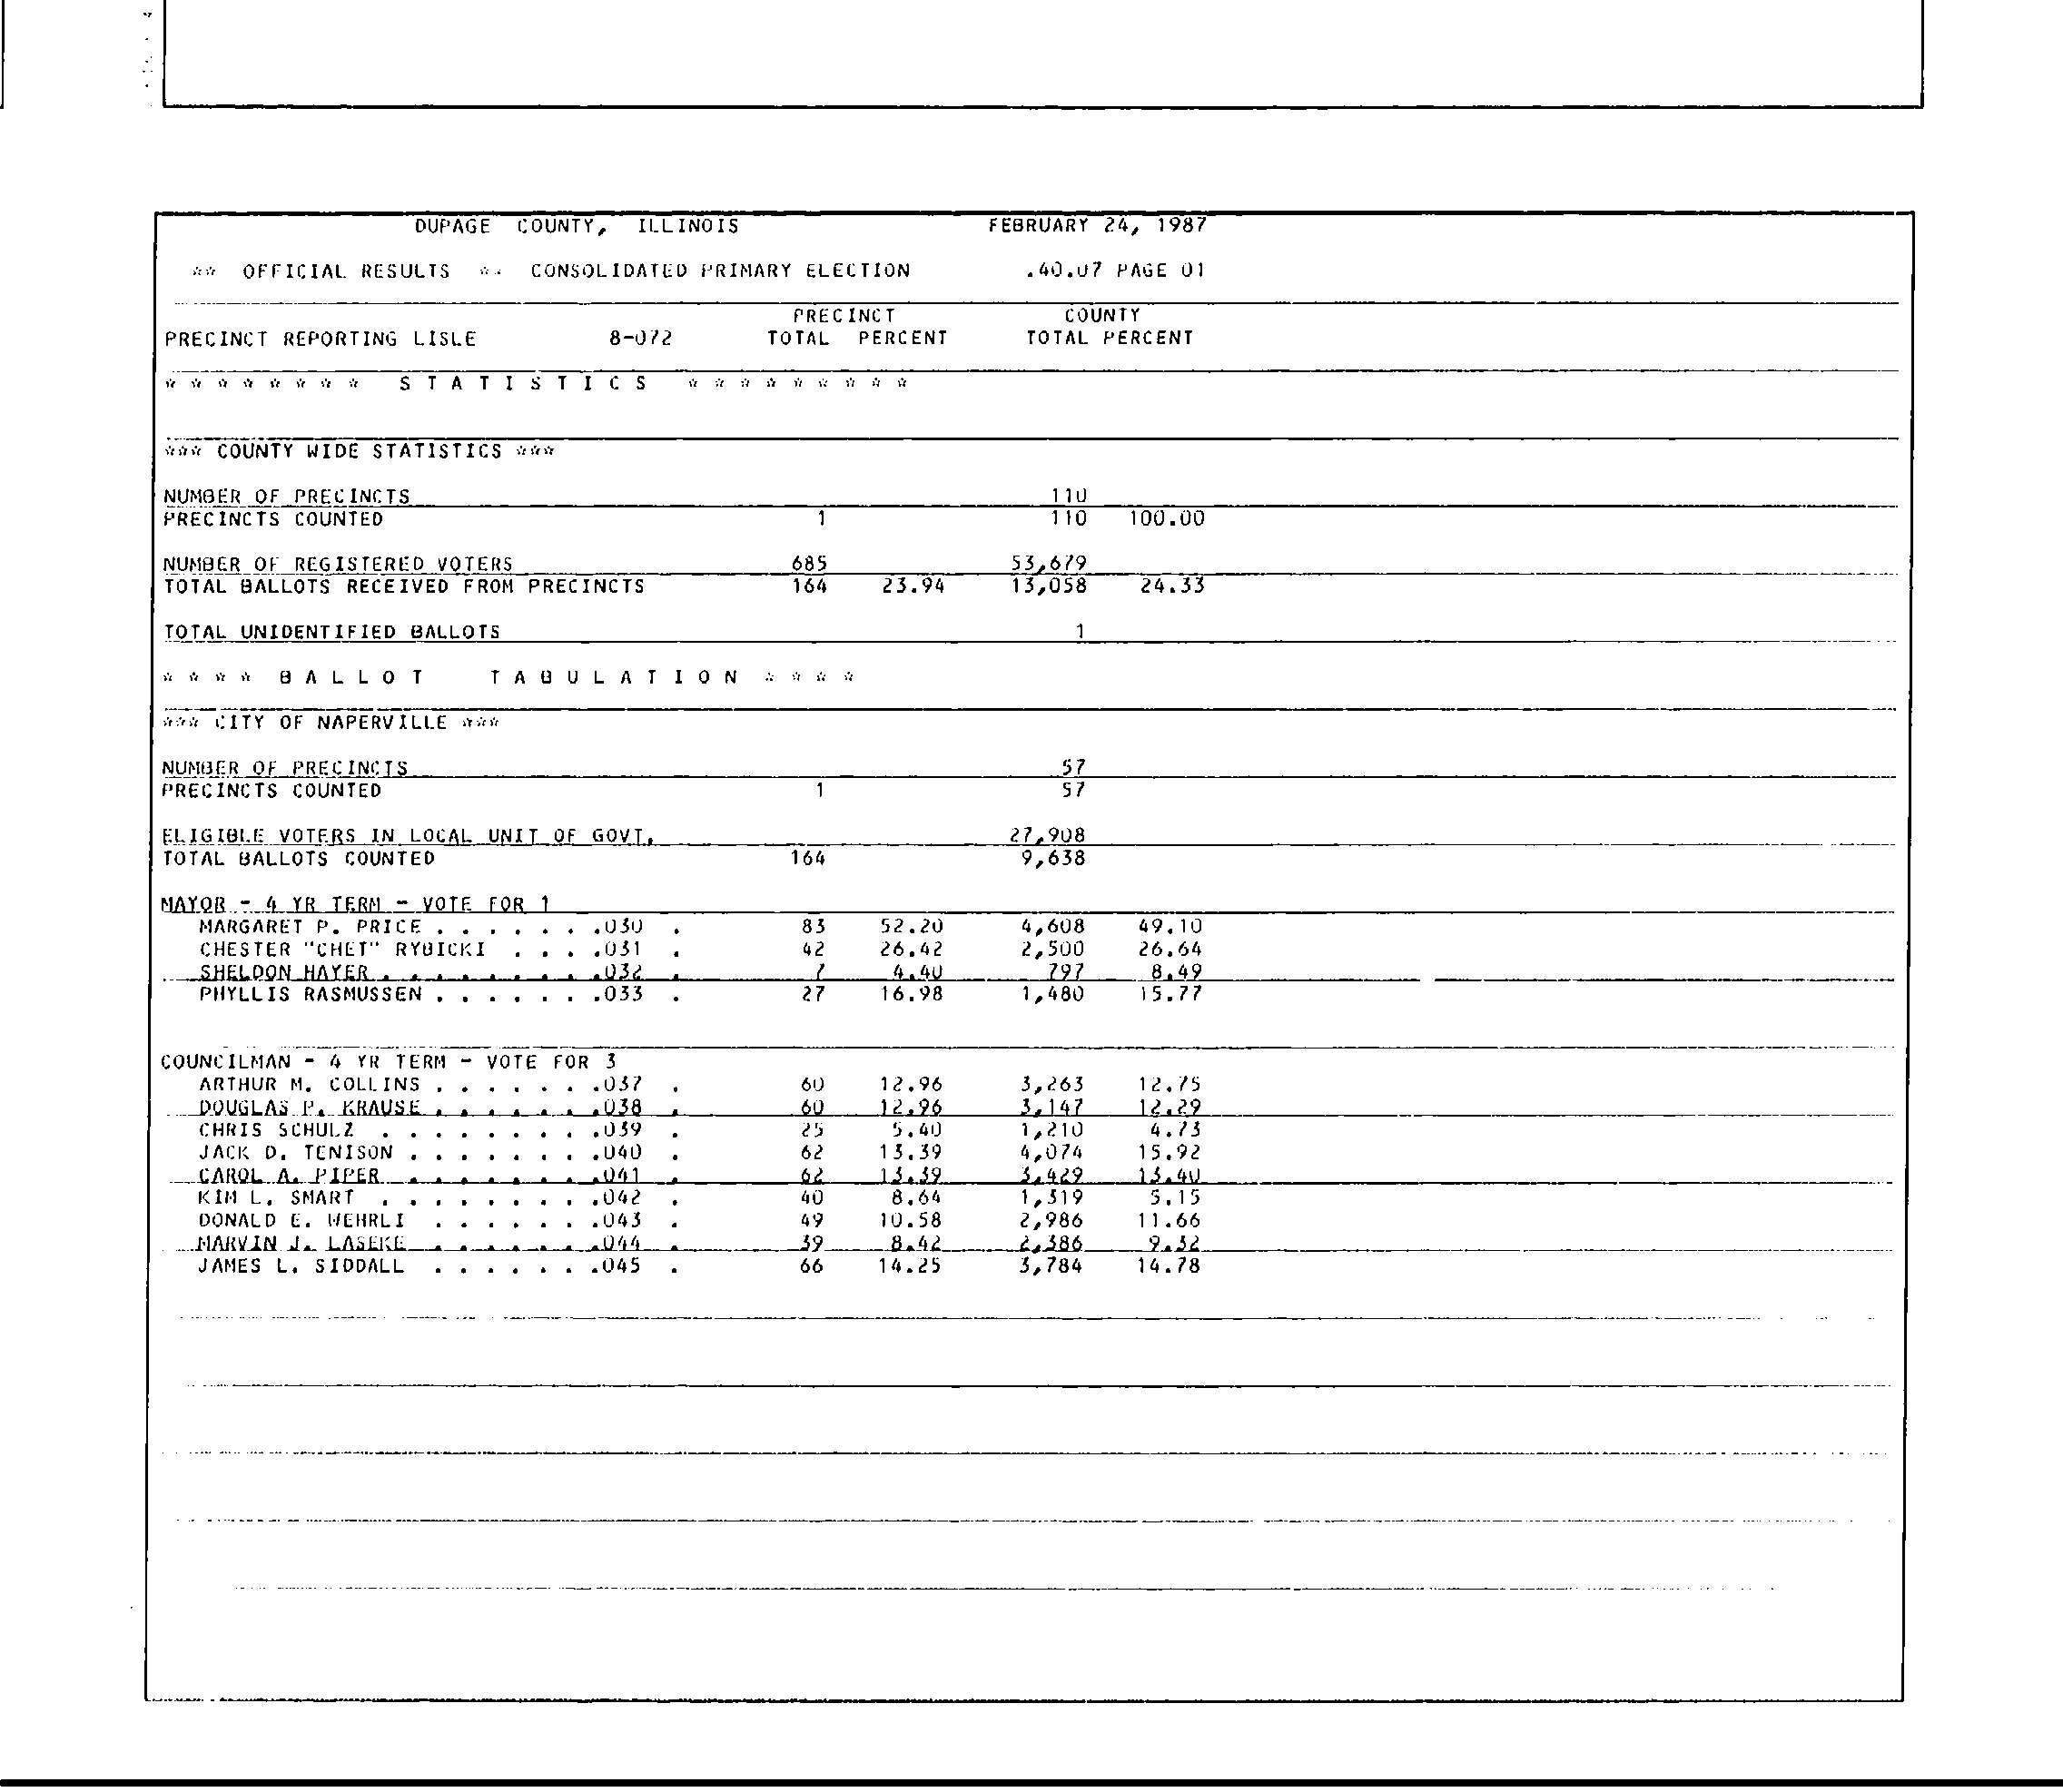 DUPAGE COUNTY, ILLINOIS FEBRUARY 24, 1987
** OFFICIAL RESULTS ** CONSOLIDATED PRIMARY ELECTION .40.07 PAGE 01
PRECINCT COUNTY
PRECINCT REPORTING LISLE 8-072 TOTAL PERCENT TOTAL PERCENT
* * * * * * * * S T A T I S T I C S * * * * * * * * *
*** COUNTY WIDE STATISTICS ***
NUMBER OF PRECINCTS 110
PRECINCTS COUNTED 1 110 100.00
NUMBER OF REGISTERED VOTERS 685 53,679
TOTAL BALLOTS RECEIVED FROM PRECINCTS 164 23.94 13,058 24.33
TOTAL UNIDENTIFIED BALLOTS 1
* * * * B A L L O T T A B U L A T I O N * * * *
*** CITY OF NAPERVILLE ***
NUMBER OF PRECINCTS 57
PRECINCTS COUNTED 1 57
ELIGIBLE VOTERS IN LOCAL UNIT OF GOVT. 27,908
TOTAL BALLOTS COUNTED 164 9,638
MAYOR - 4 YR TERM - VOTE FOR 1
MARGARET P. PRICE . . . . . . .030 . 83 52.20 4,608 49.10
CHESTER "CHET" RYBICKI . . . .031 . 42 26.42 2,500 26.64
SHELDON HAYER . . . . . . . . .032 . 7 4.40 797 8.49
PHYLLIS RASMUSSEN . . . . . . .033 . 27 16.98 1,480 15.77
COUNCILMAN - 4 YR TERM - VOTE FOR 3
ARTHUR M. COLLINS . . . . . . .037 . 60 12.96 3,263 12.75
DOUGLAS P. KRAUSE . . . . . . .038 . 60 12.96 3,147 12.29
CHRIS SCHULZ . . . . . . . . .039 . 25 5.40 1,210 4.73
JACK D. TENISON . . . . . . . .040 . 62 13.39 4,074 15.92
CAROL A. PIPER . . . . . . . .041 . 62 13.39 3,429 13.40
KIM L. SMART . . . . . . . . .042 . 40 8.64 1,319 5.15
DONALD E. WEHRLI . . . . . . .043 . 49 10.58 2,986 11.66
MARVIN J. LASEKE . . . . . . .044 . 39 8.42 2,386 9.32
JAMES L. SIDDALL . . . . . . .045 . 66 14.25 3,784 14.78